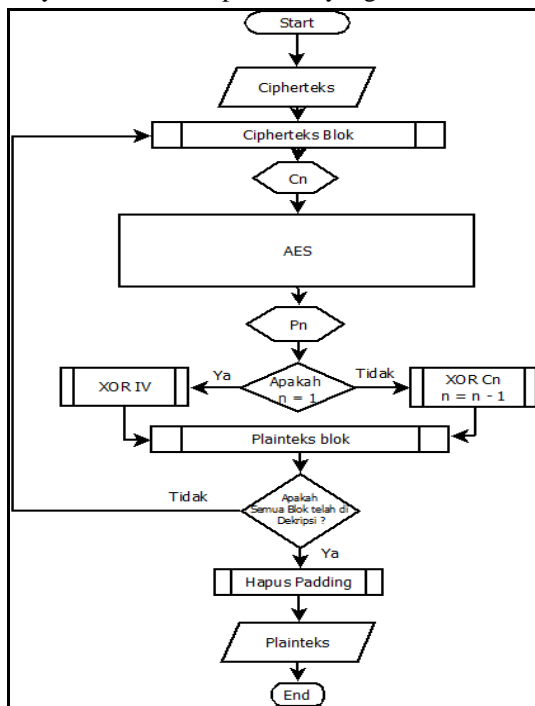 Start
Cipherteks
Cipherteks Blok
Cn
AES
Pn
Ya
Apakah
n = 1
Tidak
XOR IV
XOR Cn
n = n - 1
Plainteks blok
Tidak
Apakah
Semua Blok telah di
Dekripsi ?
Ya
Hapus Padding
Plainteks
End